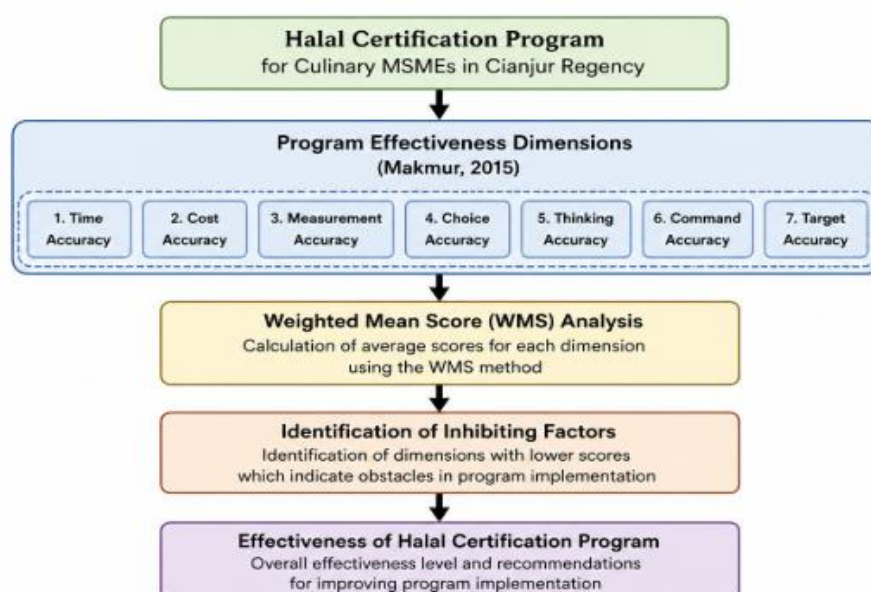 Halal Certification Program
for Culinary MSMEs in Cianjur Regency
Program Effectiveness Dimensions
(Makmur, 2015)
1. Time
Accuracy
2. Cost
Accuracy
3. Measurement
Accuracy
4. Choice
Accuracy
5. Thinking
Accuracy
6. Command
Accuracy
7. Target
Accuracy
Weighted Mean Score (WMS) Analysis
Calculation of average scores for each dimension
using the WMS method
Identification of Inhibiting Factors
Identification of dimensions with lower scores
which indicate obstacles in program implementation
Effectiveness of Halal Certification Program
Overall effectiveness level and recommendations
for improving program implementation